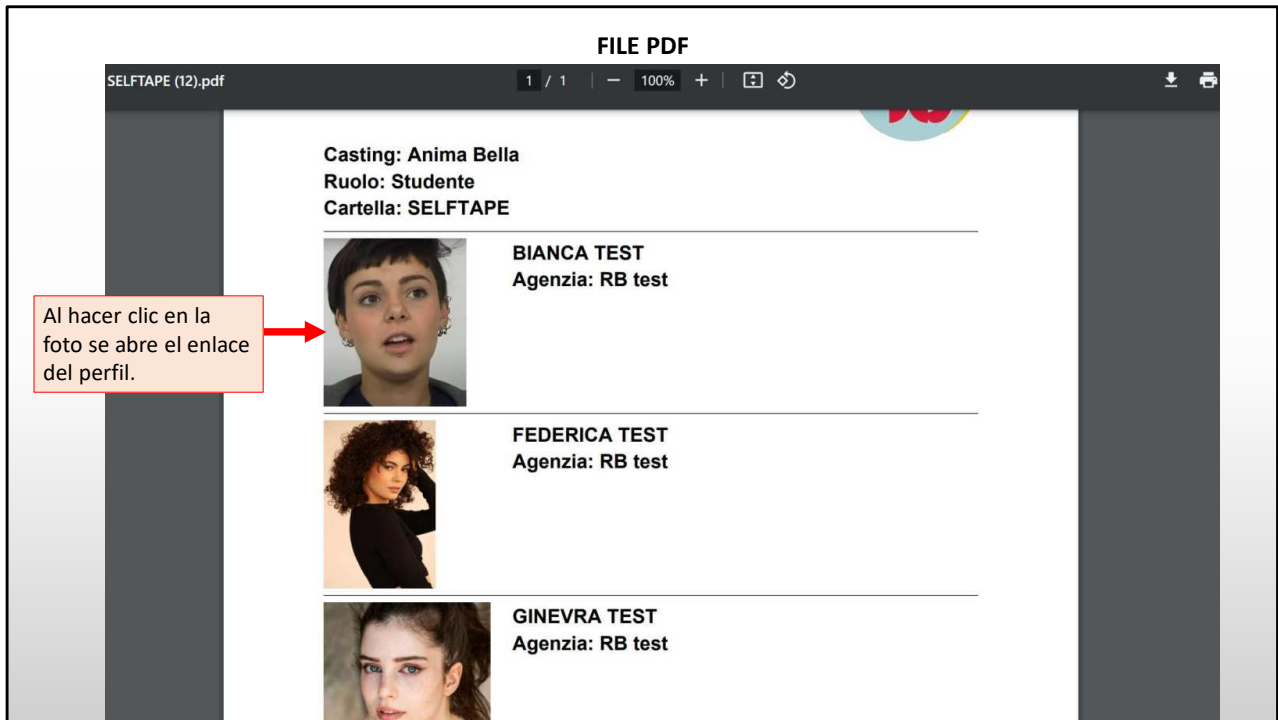 FILE PDF
SELFTAPE (12).pdf
1 / 1
100%
Casting: Anima Bella
Ruolo: Studente
Cartella: SELFTAPE
BIANCA TEST
Agenzia: RB test
Al hacer clic en la
foto se abre el enlace
del perfil.
FEDERICA TEST
Agenzia: RB test
GINEVRA TEST
Agenzia: RB test